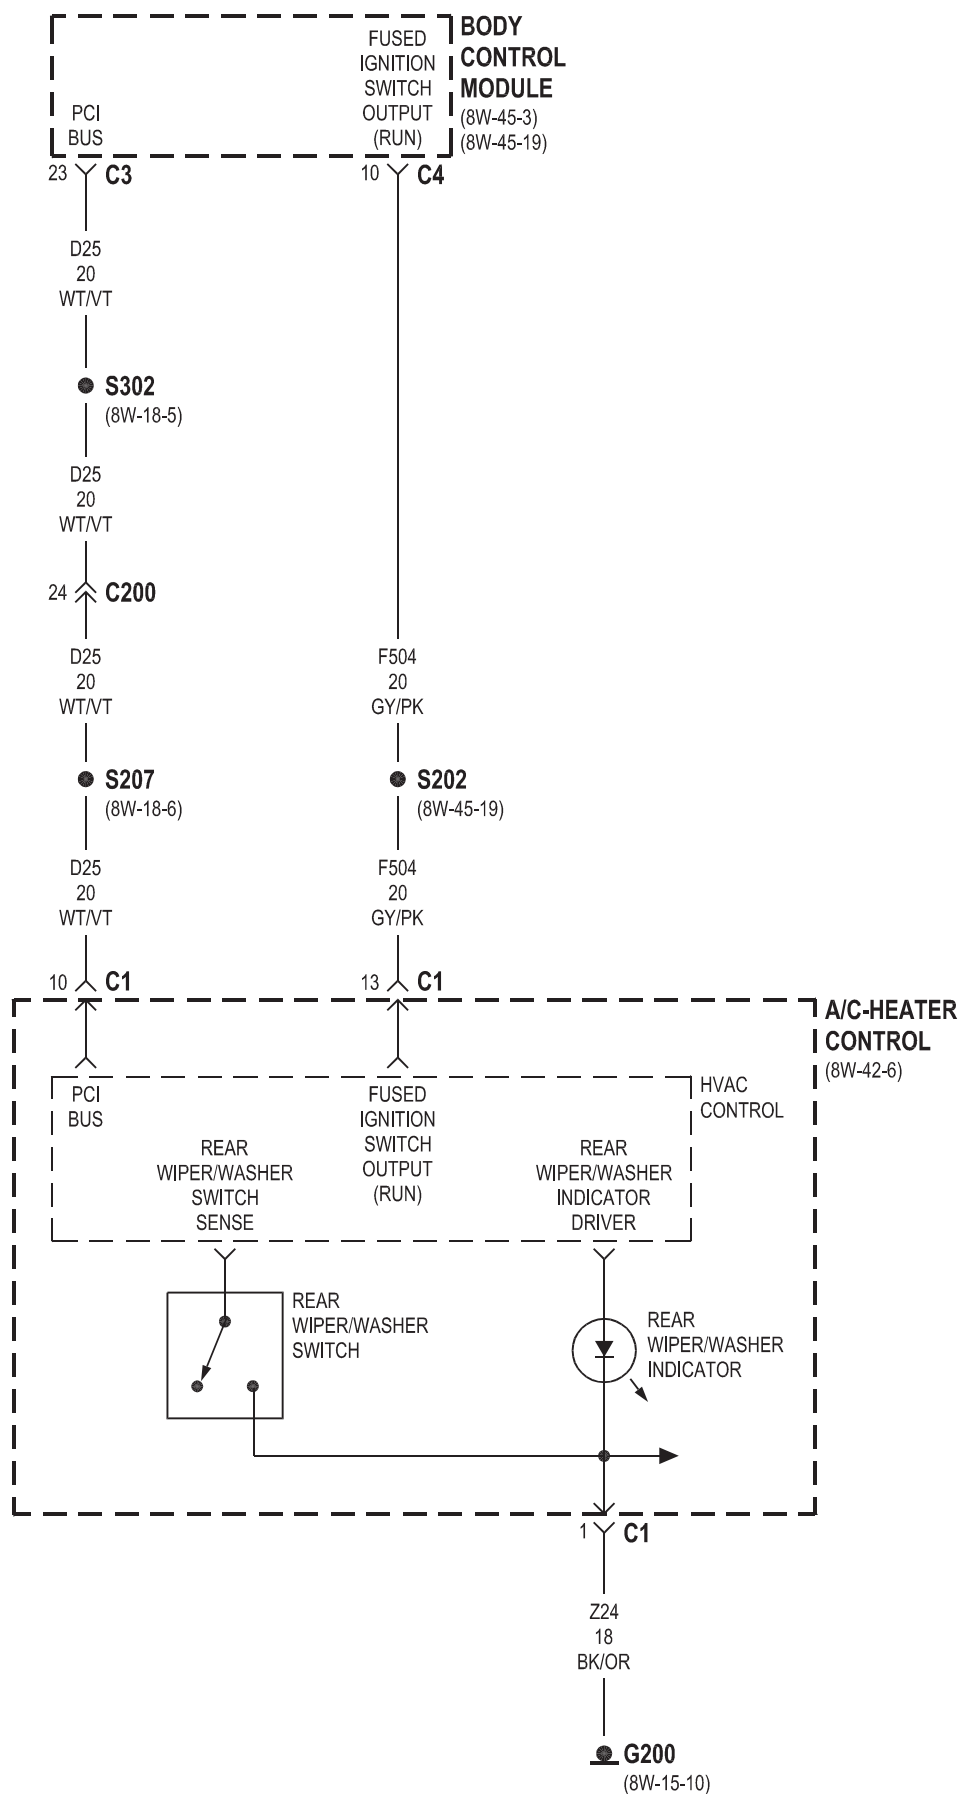 BODY
CONTROL
MODULE
(8W-45-3)
(8W-45-19)
FUSED
IGNITION
SWITCH
OUTPUT
(RUN)
PCI
BUS
23
C3
10
C4
D25
20
WT/VT
S302
(8W-18-5)
D25
20
WT/VT
24
C200
D25
20
WT/VT
F504
20
GY/PK
S207
(8W-18-6)
S202
(8W-45-19)
D25
20
WT/VT
F504
20
GY/PK
10
C1
13
C1
A/C-HEATER
CONTROL
(8W-42-6)
HVAC
CONTROL
PCI
BUS
FUSED
IGNITION
SWITCH
OUTPUT
(RUN)
REAR
WIPER/WASHER
SWITCH
SENSE
REAR
WIPER/WASHER
INDICATOR
DRIVER
REAR
WIPER/WASHER
SWITCH
REAR
WIPER/WASHER
INDICATOR
1
C1
Z24
18
BK/OR
G200
(8W-15-10)